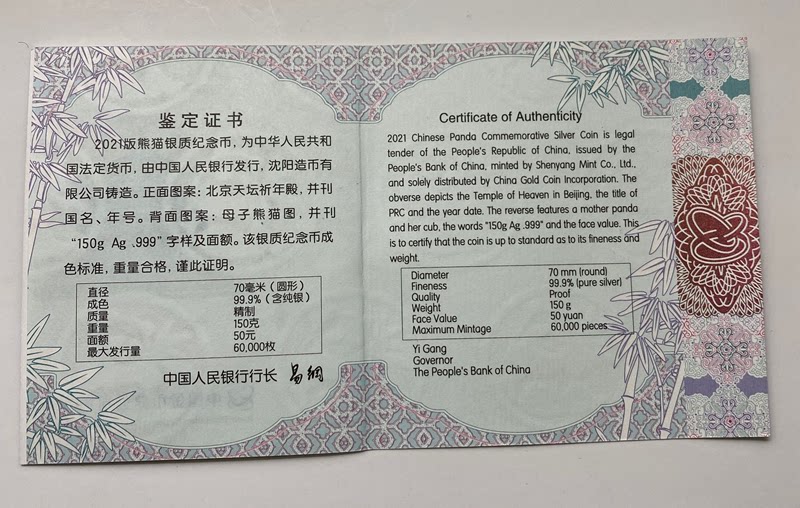 鉴定证书
2021版熊猫银质纪念币，为中华人民共和
国法定货币，由中国人民银行发行，沈阳造币有
限公司铸造。正面图案：北京天坛祈年殿，并刊
国名、年号。背面图案：母子熊猫图，并刊
“150g Ag .999”字样及面额。该银质纪念币成
色标准，重量合格，谨此证明。
直径 70毫米（圆形）
成色 99.9%（含纯银）
质量 精制
重量 150克
面额 50元
最大发行量 60,000枚
中国人民银行行长 易纲
Certificate of Authenticity
2021 Chinese Panda Commemorative Silver Coin is legal
tender of the People's Republic of China, issued by the
People's Bank of China, minted by Shenyang Mint Co., Ltd.,
and solely distributed by China Gold Coin Incorporation. The
obverse depicts the Temple of Heaven in Beijing, the title of
PRC and the year date. The reverse features a mother panda
and her cub, the words "150g Ag .999" and the face value. This
is to certify that the coin is up to standard as to its fineness and
weight.
Diameter 70 mm (round)
Fineness 99.9% (pure silver)
Quality Proof
Weight 150 g
Face Value 50 yuan
Maximum Mintage 60,000 pieces
Yi Gang
Governor
The People's Bank of China